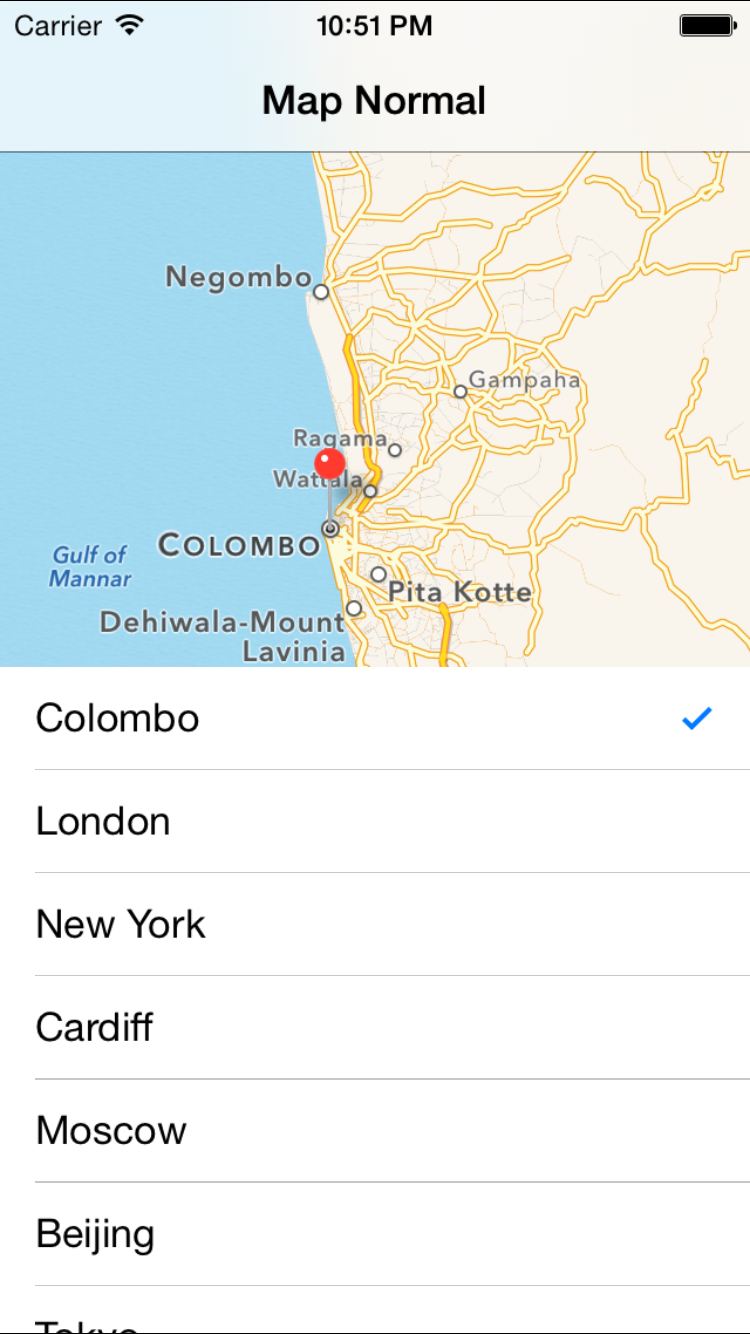 Carrier 10:51 PM
Map Normal
Negombo
Gampaha
Ragama
Wattala
COLOMBO
Gulf of
Mannar
Pita Kotte
Dehiwala-Mount
Lavinia
Colombo
London
New York
Cardiff
Moscow
Beijing
Tokyo